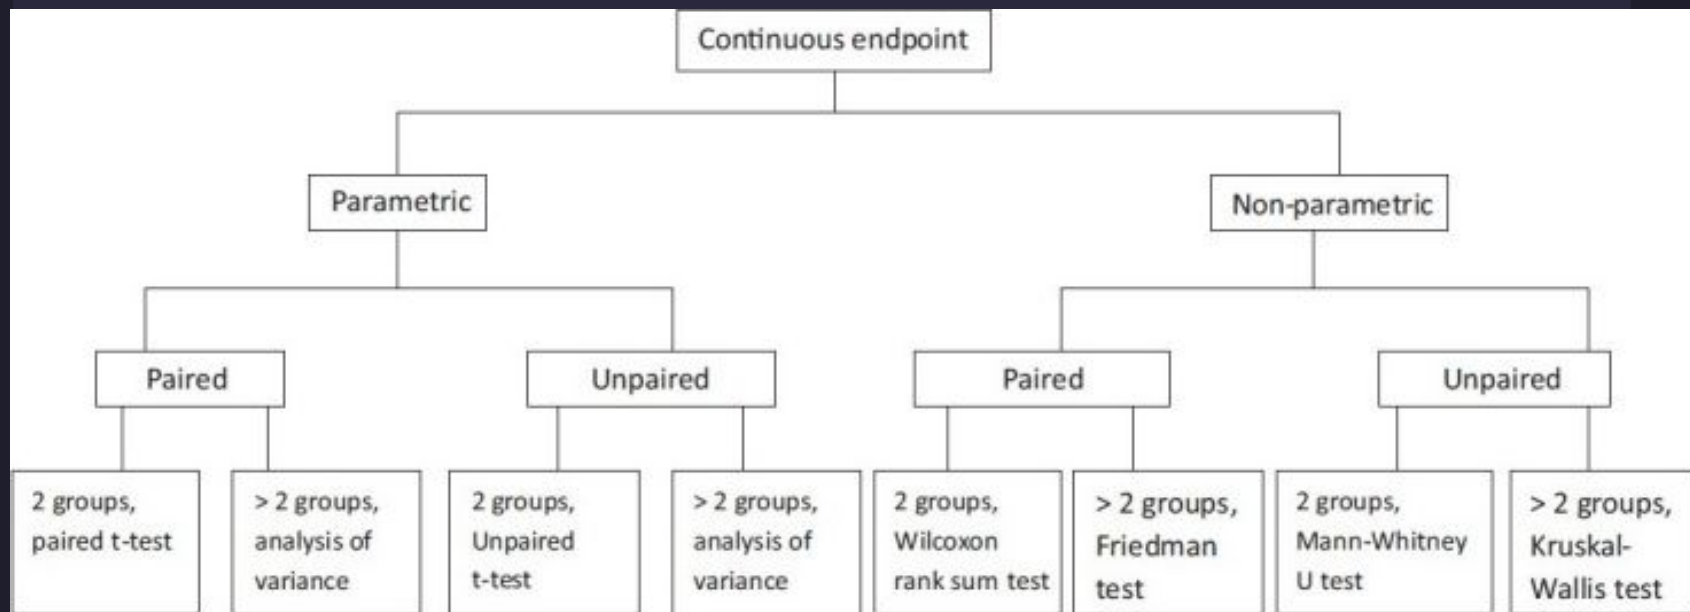 Continuous endpoint
Parametric
Non-parametric
Paired
Unpaired
Paired
Unpaired
2 groups,
paired t-test
> 2 groups,
analysis of
variance
2 groups,
Unpaired
t-test
> 2 groups,
analysis of
variance
2 groups,
Wilcoxon
rank sum test
> 2 groups,
Friedman
test
2 groups,
Mann-Whitney
U test
> 2 groups,
Kruskal-
Wallis test